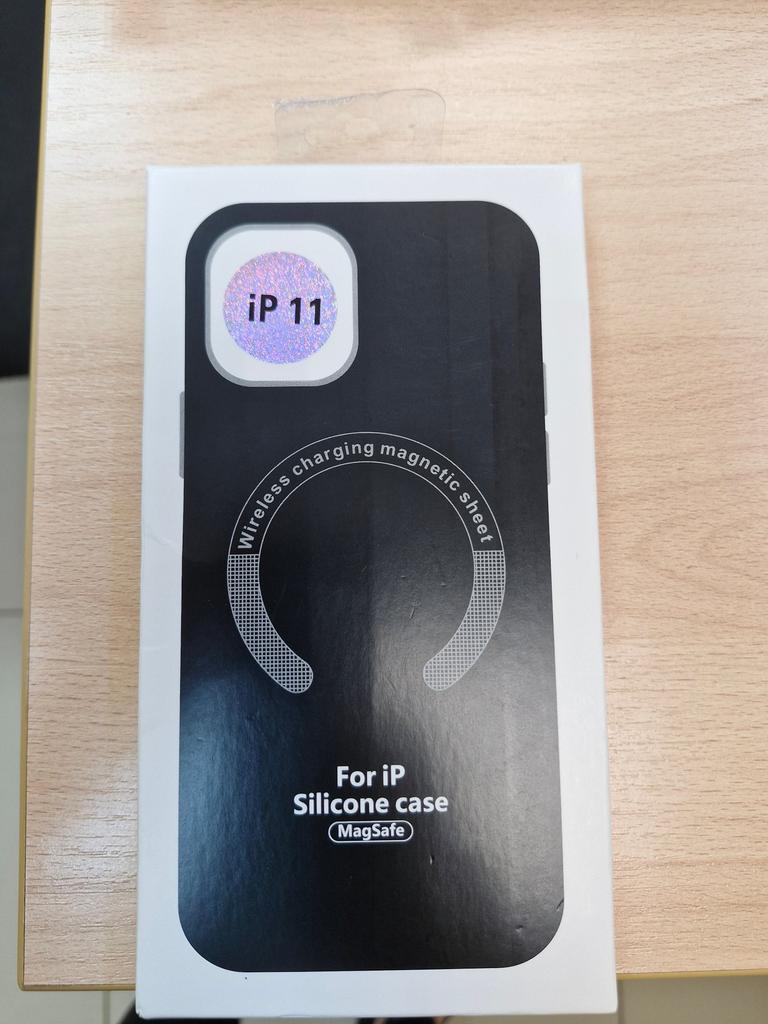 iP 11
Wireless charging magnetic sheet
For iP
Silicone case
MagSafe